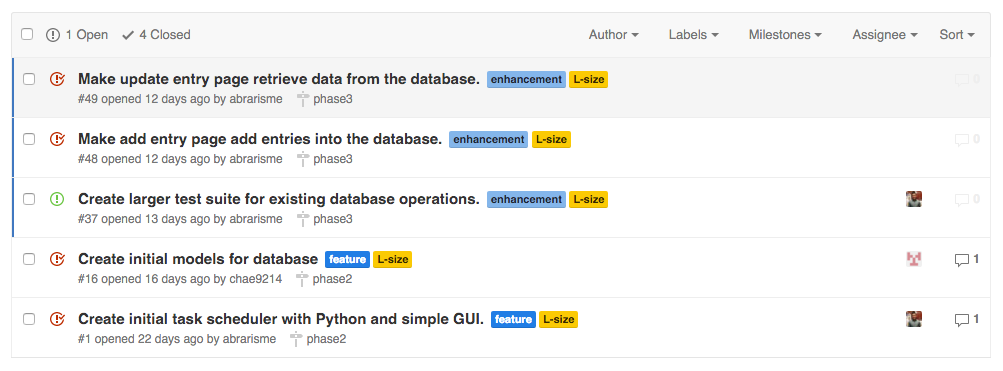 1 Open 4 Closed Author Labels Milestones Assignee Sort
Make update entry page retrieve data from the database. enhancement L-size 0
#49 opened 12 days ago by abrarisme phase3
Make add entry page add entries into the database. enhancement L-size 0
#48 opened 12 days ago by abrarisme phase3
Create larger test suite for existing database operations. enhancement L-size 0
#37 opened 13 days ago by abrarisme phase3
Create initial models for database feature L-size 1
#16 opened 16 days ago by chae9214 phase2
Create initial task scheduler with Python and simple GUI. feature L-size 1
#1 opened 22 days ago by abrarisme phase2